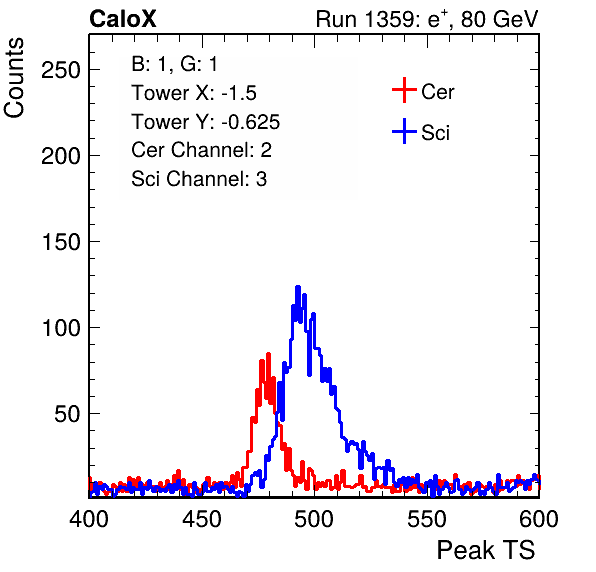 CaloX Run 1359: e⁺, 80 GeV
B: 1, G: 1
Tower X: -1.5
Tower Y: -0.625
Cer Channel: 2
Sci Channel: 3
Cer
Sci
Counts
250
200
150
100
50
400 450 500 550 600
Peak TS